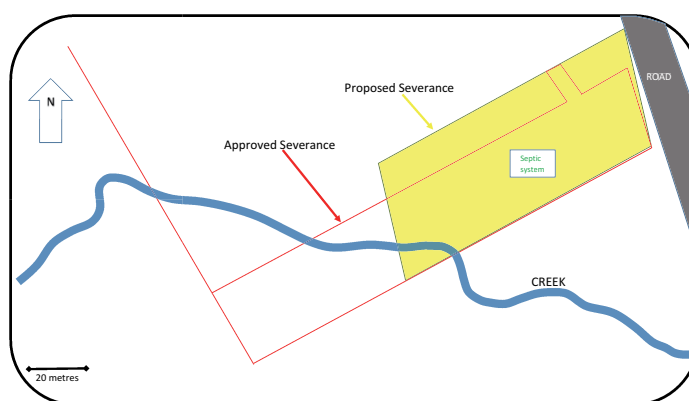 ROAD
Proposed Severance
N
Approved Severance
Septic
system
CREEK
20 metres